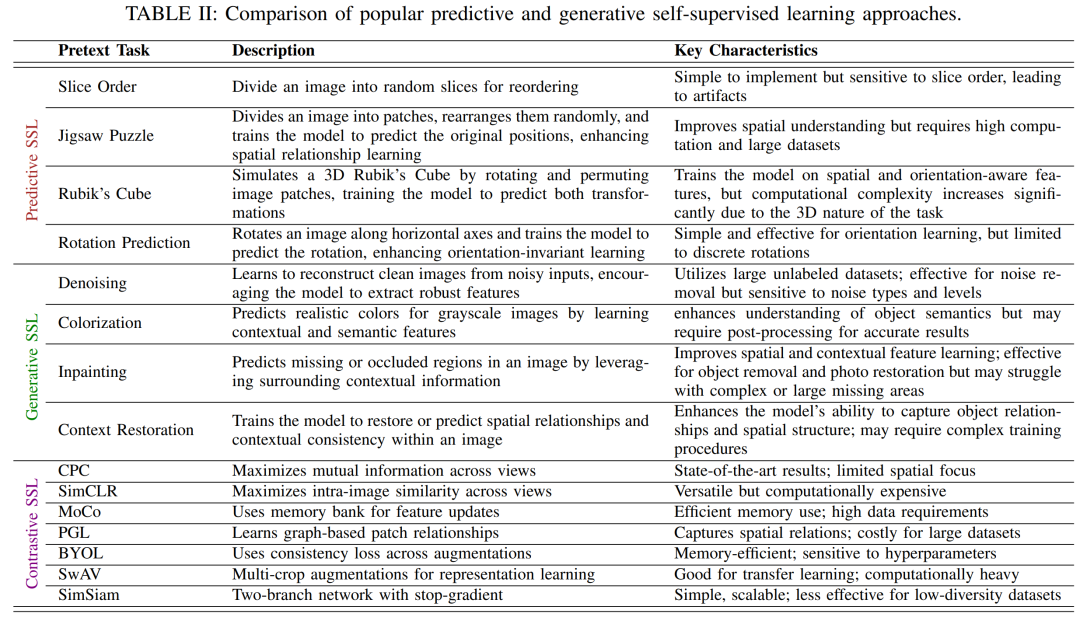 TABLE II: Comparison of popular predictive and generative self-supervised learning approaches.
Pretext Task Description Key Characteristics
Predictive SSL
Slice Order Divide an image into random slices for reordering Simple to implement but sensitive to slice order, leading
to artifacts
Jigsaw Puzzle Divides an image into patches, rearranges them randomly, and
trains the model to predict the original positions, enhancing
spatial relationship learning
Improves spatial understanding but requires high compu-
tation and large datasets
Rubik's Cube Simulates a 3D Rubik's Cube by rotating and permuting
image patches, training the model to predict both transfor-
mations
Trains the model on spatial and orientation-aware fea-
tures, but computational complexity increases signifi-
cantly due to the 3D nature of the task
Rotation Prediction Rotates an image along horizontal axes and trains the model to
predict the rotation, enhancing orientation-invariant learning
Simple and effective for orientation learning, but limited
to discrete rotations
Generative SSL
Denoising Learns to reconstruct clean images from noisy inputs, encour-
aging the model to extract robust features
Utilizes large unlabeled datasets; effective for noise re-
moval but sensitive to noise types and levels
Colorization Predicts realistic colors for grayscale images by learning
contextual and semantic features
enhances understanding of object semantics but may
require post-processing for accurate results
Inpainting Predicts missing or occluded regions in an image by leverag-
ing surrounding contextual information
Improves spatial and contextual feature learning; effective
for object removal and photo restoration but may struggle
with complex or large missing areas
Context Restoration Trains the model to restore or predict spatial relationships and
contextual consistency within an image
Enhances the model's ability to capture object relation-
ships and spatial structure; may require complex training
procedures
Contrastive SSL
CPC Maximizes mutual information across views State-of-the-art results; limited spatial focus
SimCLR Maximizes intra-image similarity across views Versatile but computationally expensive
MoCo Uses memory bank for feature updates Efficient memory use; high data requirements
PGL Learns graph-based patch relationships Captures spatial relations; costly for large datasets
BYOL Uses consistency loss across augmentations Memory-efficient; sensitive to hyperparameters
SwAV Multi-crop augmentations for representation learning Good for transfer learning; computationally heavy
SimSiam Two-branch network with stop-gradient Simple, scalable; less effective for low-diversity datasets